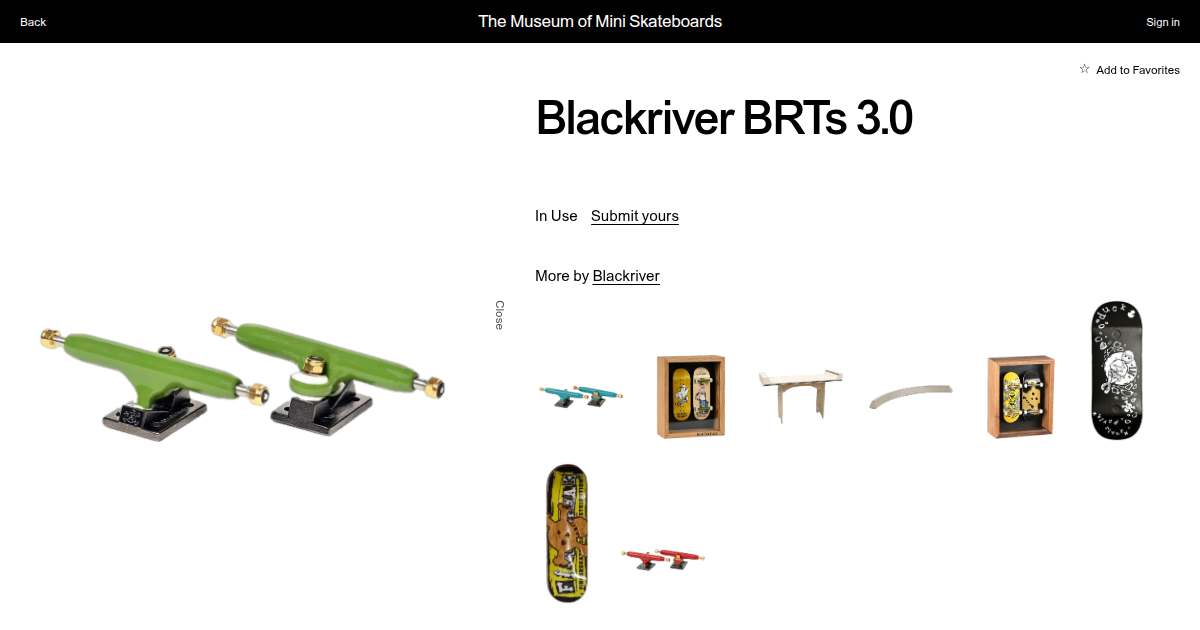 Back
The Museum of Mini Skateboards
Sign in
☆ Add to Favorites
Blackriver BRTs 3.0
In Use Submit yours
More by Blackriver
Close